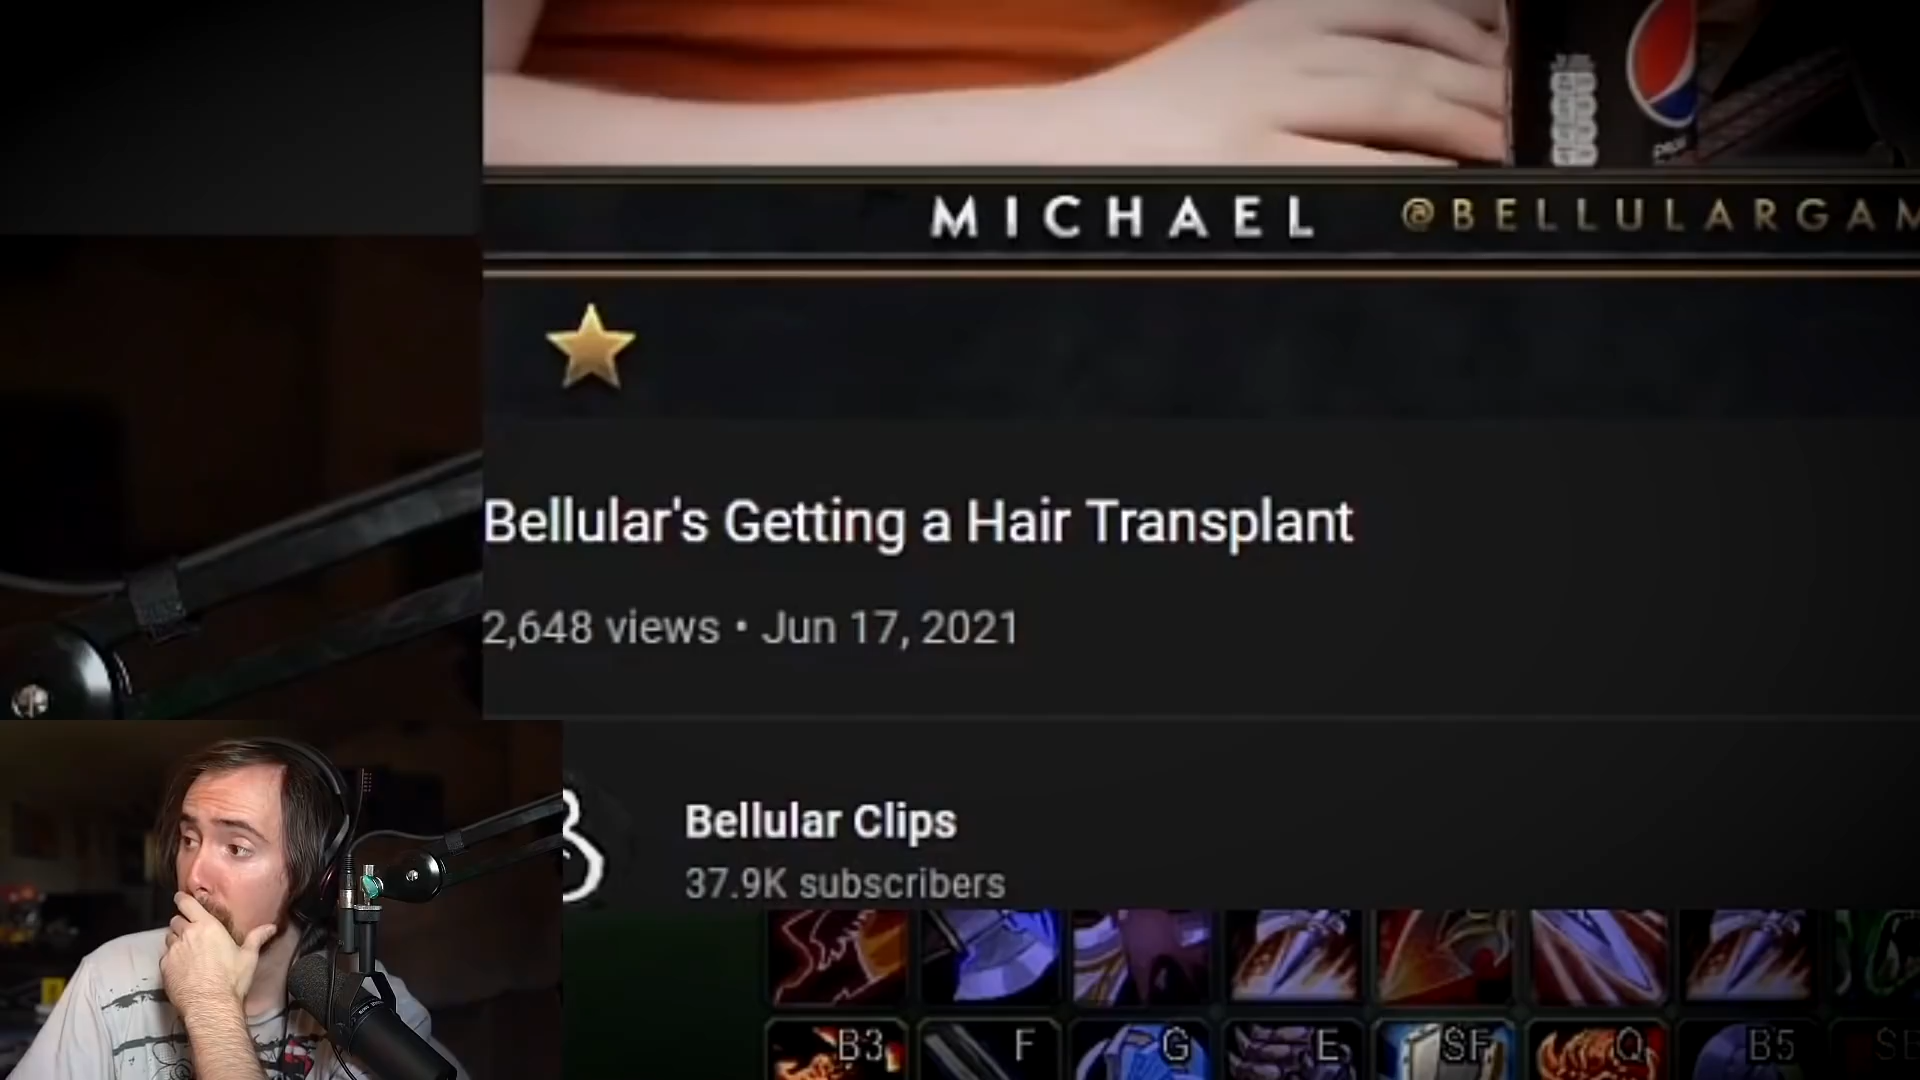 pepsi
MICHAEL @BELLULARGAM
Bellular's Getting a Hair Transplant
2,648 views • Jun 17, 2021
Bellular Clips
37.9K subscribers
B3 F G E SF Q B5